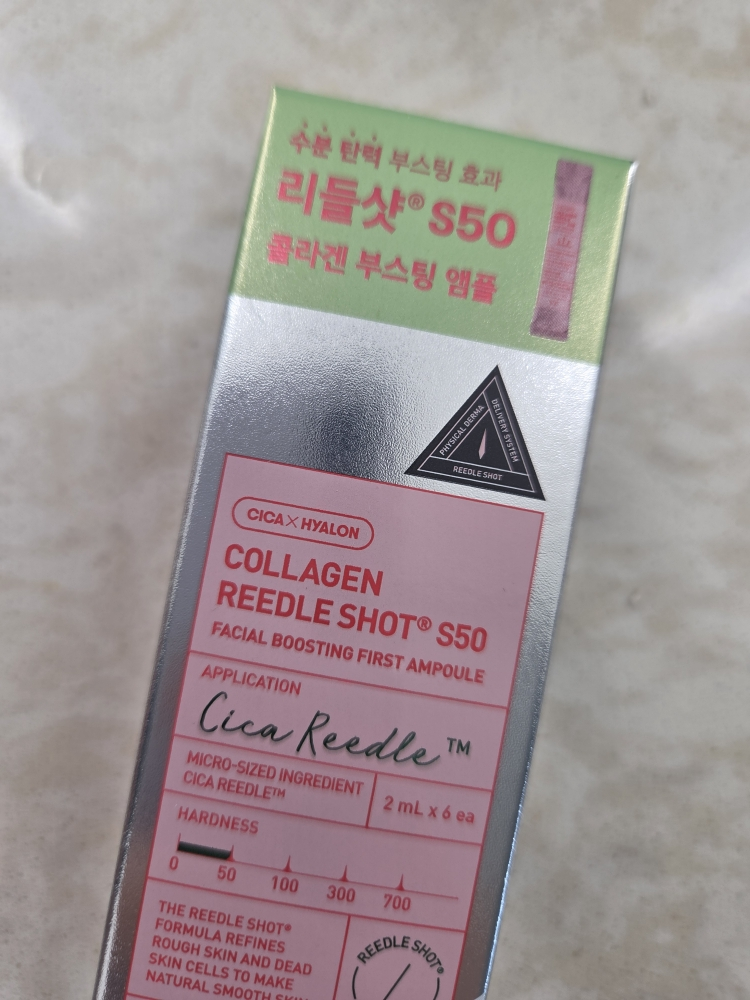 수분 탄력 부스팅 효과
리들샷® S50
콜라겐 부스팅 앰플
PHYSICAL DERMA
DELIVERY SYSTEM
REEDLE SHOT
CICA X HYALON
COLLAGEN
REEDLE SHOT® S50
FACIAL BOOSTING FIRST AMPOULE
APPLICATION
Cica Reedle™
MICRO-SIZED INGREDIENT
CICA REEDLE™
2 mL x 6 ea
HARDNESS
0 50 100 300 700
THE REEDLE SHOT®
FORMULA REFINES
ROUGH SKIN AND DEAD
SKIN CELLS TO MAKE
NATURAL SMOOTH SKIN
REEDLE SHOT®